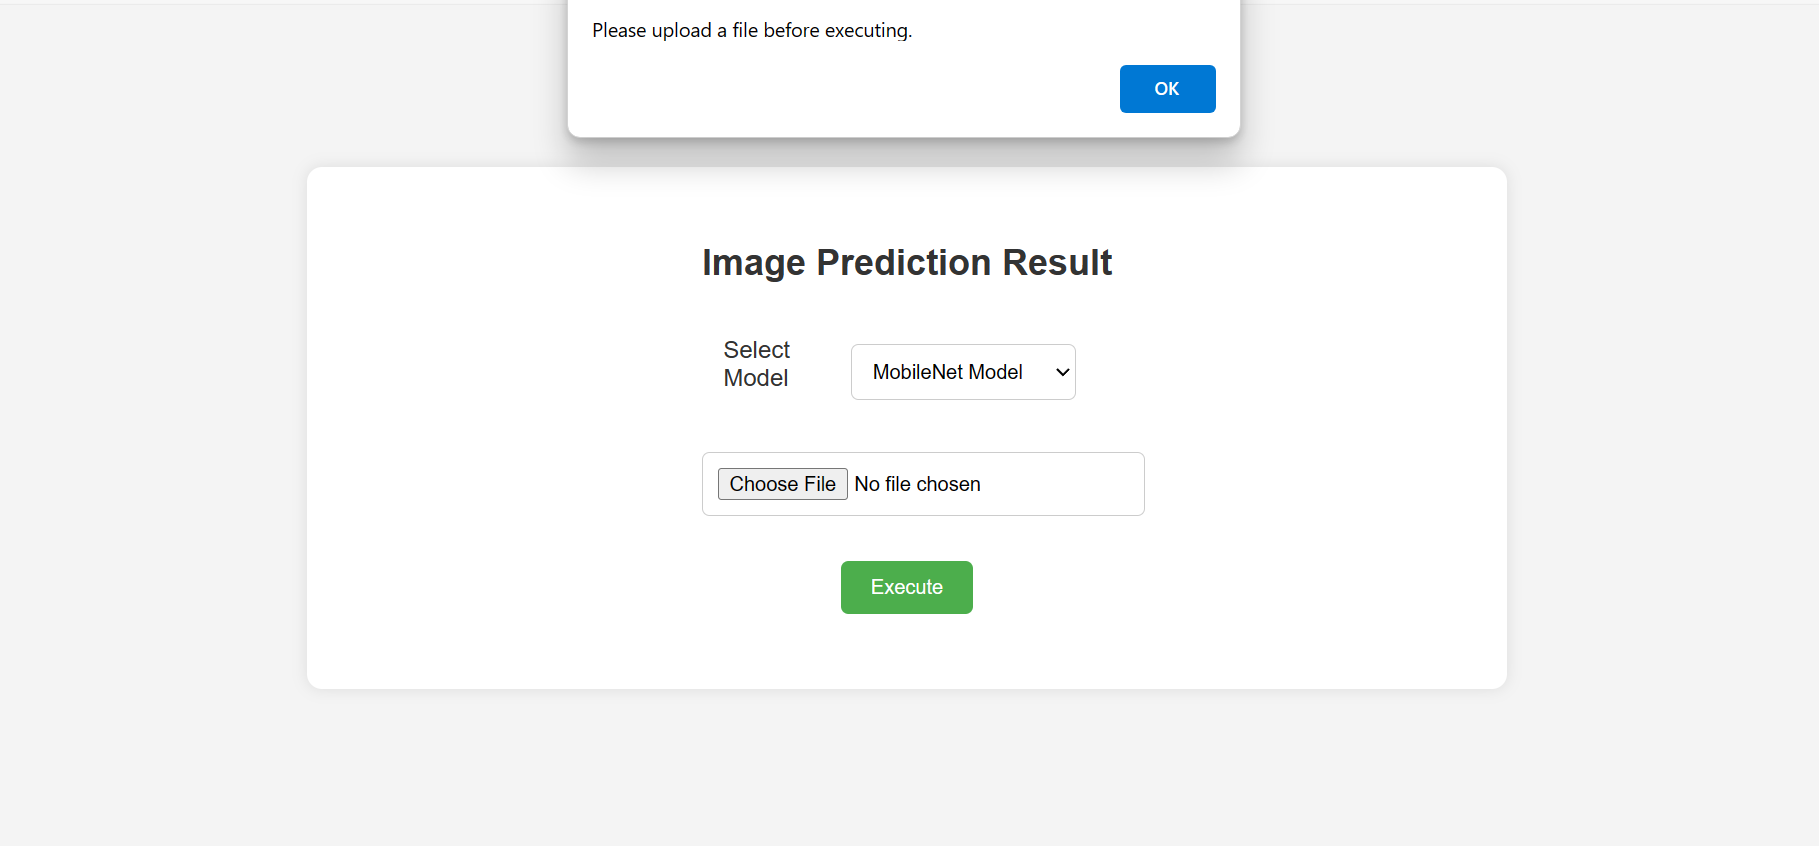 Please upload a file before executing.
OK
Image Prediction Result
Select
Model
MobileNet Model
Choose File No file chosen
Execute